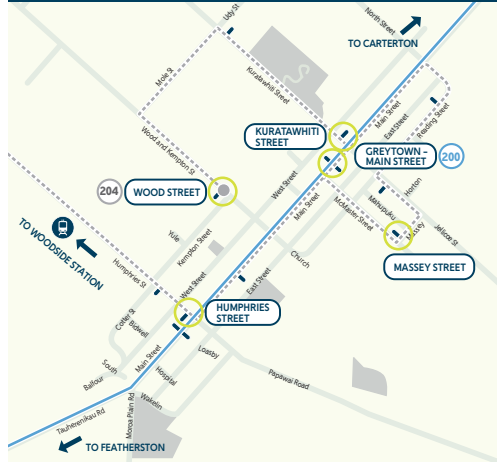 Udy St
North Street
TO CARTERTON
Mole St
Kuratawhiti Street
Main Street
East Street
Reading Street
KURATAWHITI
STREET
GREYTOWN –
MAIN STREET
200
Wood and Kempton St
204
WOOD STREET
West Street
Main Street
McMaster Street
Mahupuku
Horton
Massey
Jellicoe St
TO WOODSIDE STATION
Yule
Kempton Street
Church
MASSEY STREET
Humphries St
West Street
East Street
HUMPHRIES
STREET
Cotter St
Bidwell
Main Street
Loasby
South
Balfour
Hospital
Papawai Road
Wakelin
Moroa Plain Rd
Tauherenikau Rd
TO FEATHERSTON